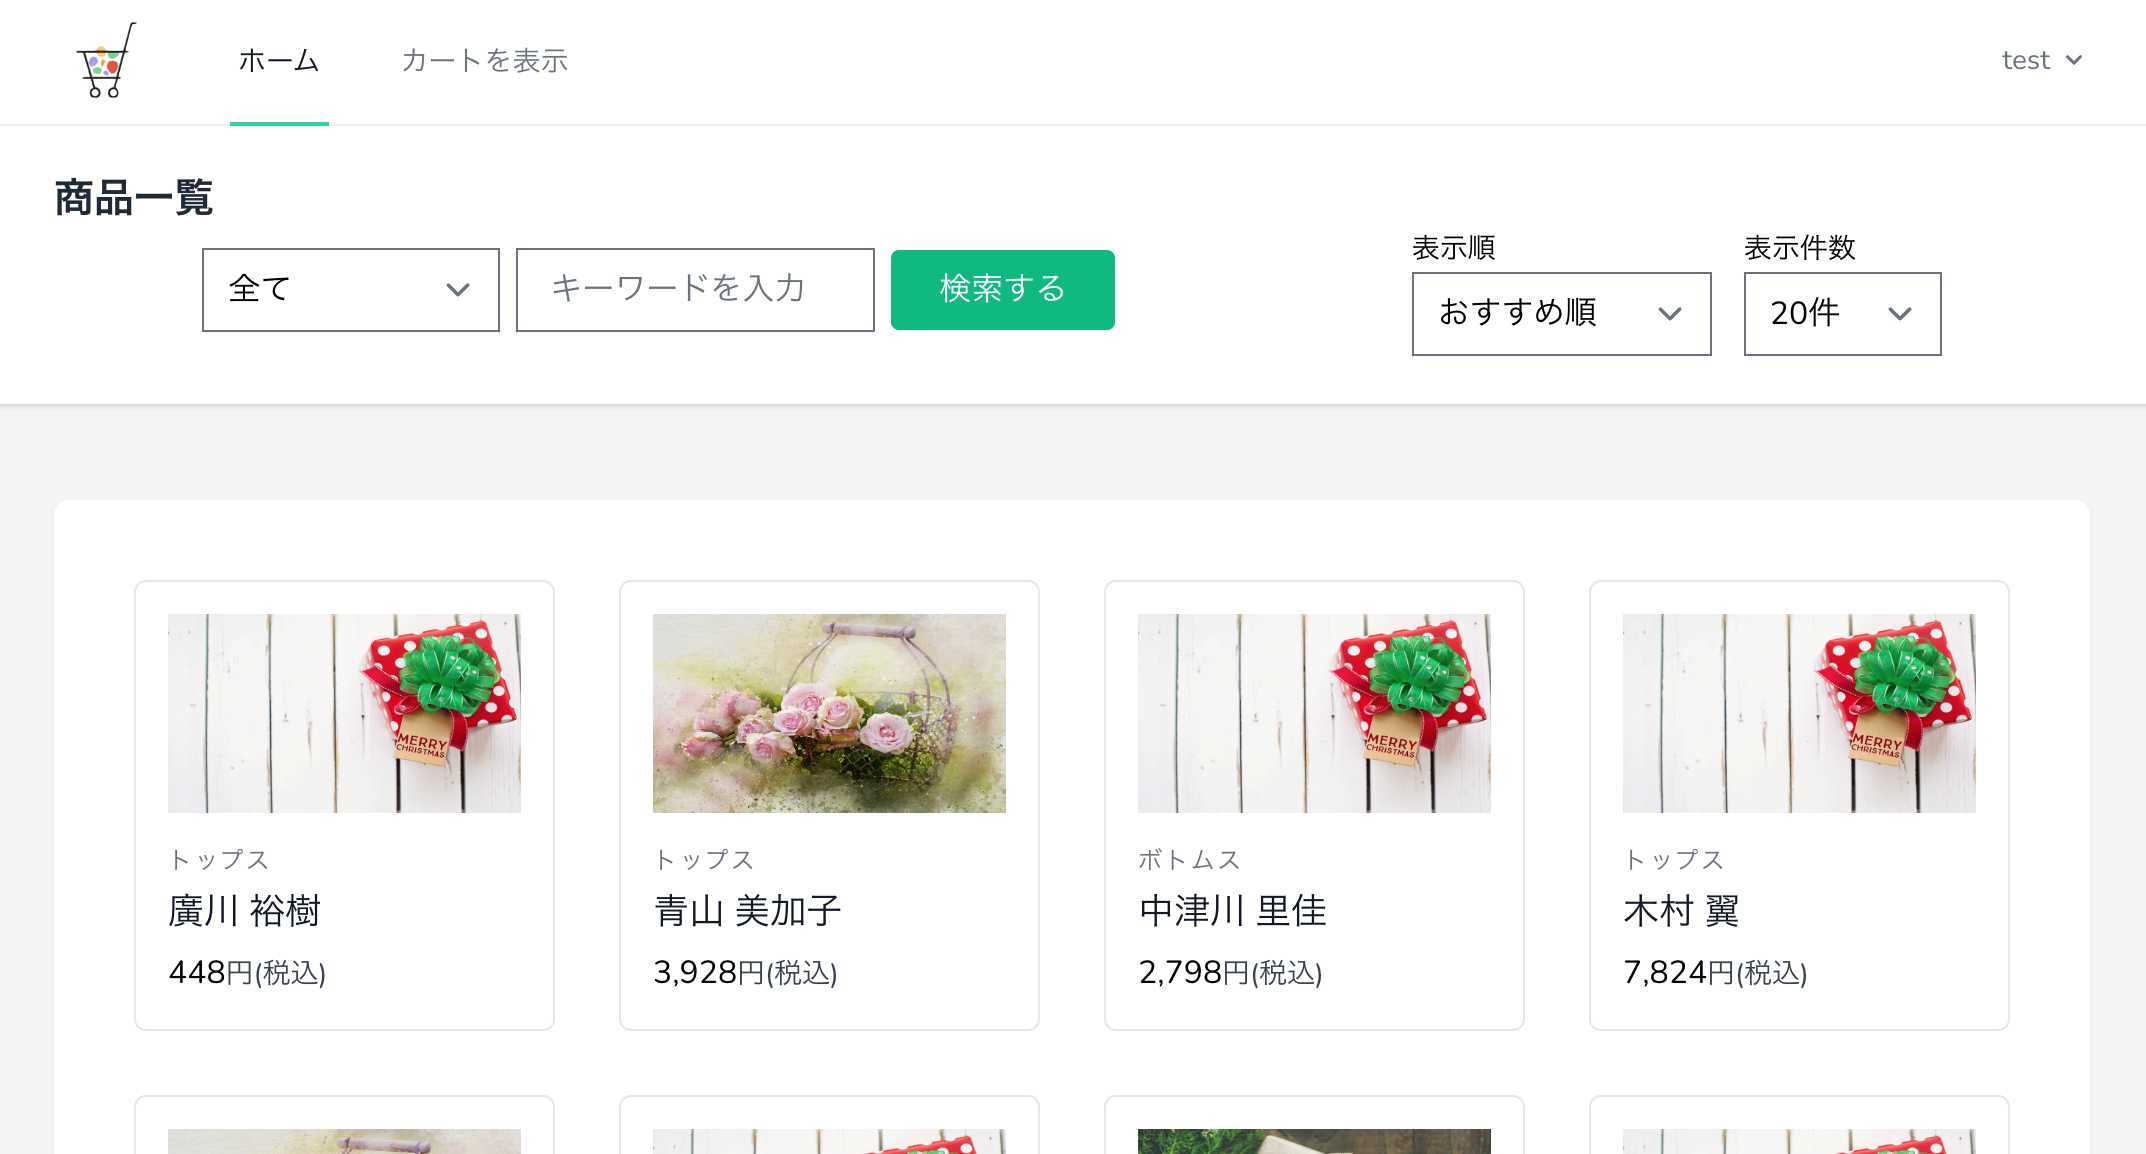 ホーム
カートを表示
test
商品一覧
全て
キーワードを入力
検索する
表示順
おすすめ順
表示件数
20件
MERRY
CHRISTMAS
トップス
廣川 裕樹
448円(税込)
トップス
青山 美加子
3,928円(税込)
MERRY
CHRISTMAS
ボトムス
中津川 里佳
2,798円(税込)
MERRY
CHRISTMAS
トップス
木村 翼
7,824円(税込)